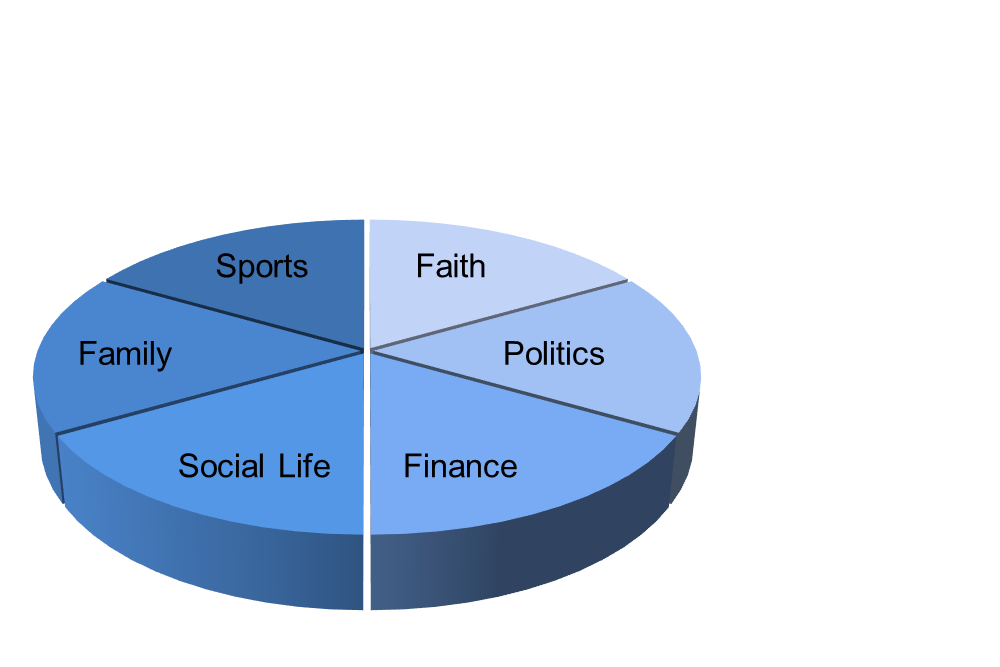 Sports
Faith
Family
Politics
Social Life
Finance